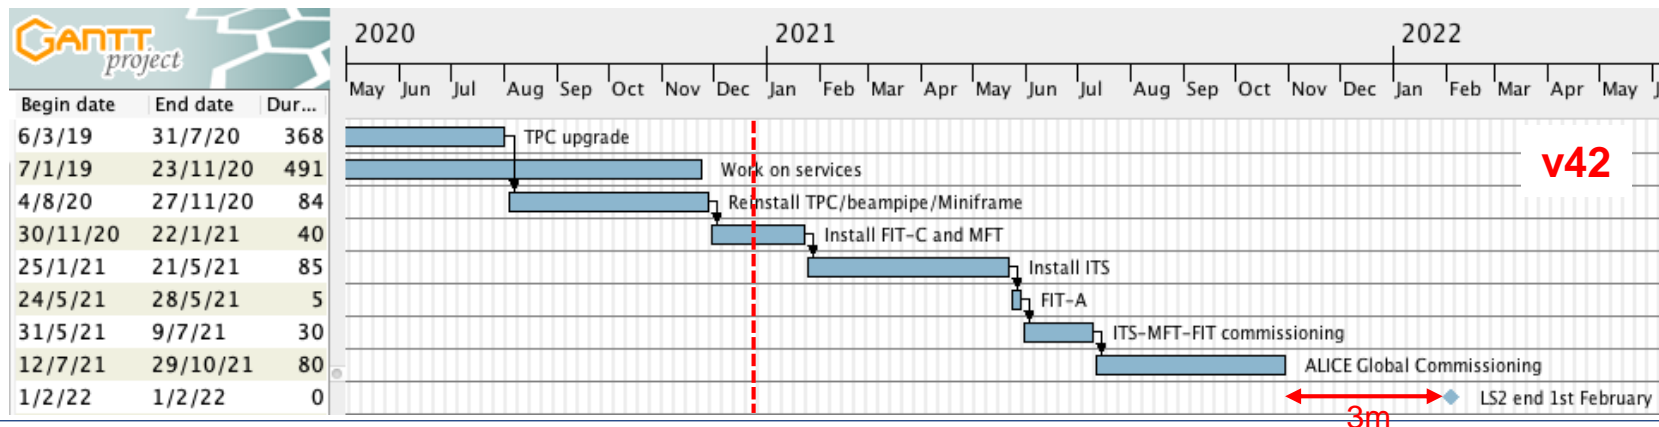 GANTT project
2020 2021 2022
May Jun Jul Aug Sep Oct Nov Dec Jan Feb Mar Apr May Jun Jul Aug Sep Oct Nov Dec Jan Feb Mar Apr May
Begin date End date Dur...
6/3/19 31/7/20 368 TPC upgrade
v42
7/1/19 23/11/20 491 Work on services
4/8/20 27/11/20 84 Reinstall TPC/beampipe/Miniframe
30/11/20 22/1/21 40 Install FIT-C and MFT
25/1/21 21/5/21 85 Install ITS
24/5/21 28/5/21 5 FIT-A
31/5/21 9/7/21 30 ITS-MFT-FIT commissioning
12/7/21 29/10/21 80 ALICE Global Commissioning
1/2/22 1/2/22 0 LS2 end 1st February
3m